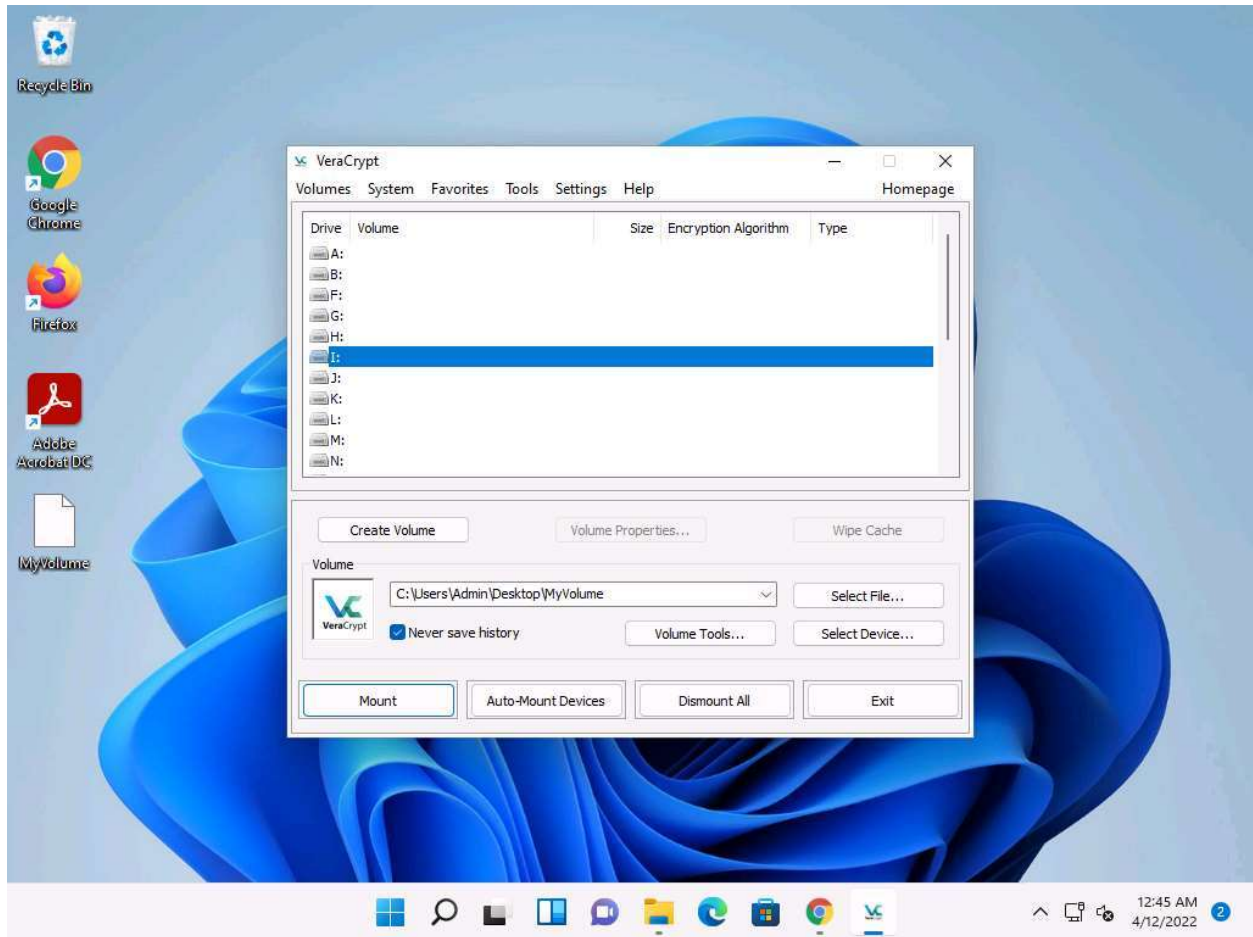 Recycle Bin
Google
Chrome
Firefox
Adobe
Acrobat DC
MyVolume
VeraCrypt
Volumes System Favorites Tools Settings Help Homepage
Drive Volume Size Encryption Algorithm Type
A:
B:
F:
G:
H:
I:
J:
K:
L:
M:
N:
Create Volume Volume Properties... Wipe Cache
Volume
VeraCrypt
C:\Users\Admin\Desktop\MyVolume Select File...
Never save history Volume Tools... Select Device...
Mount Auto-Mount Devices Dismount All Exit
12:45 AM
4/12/2022
2